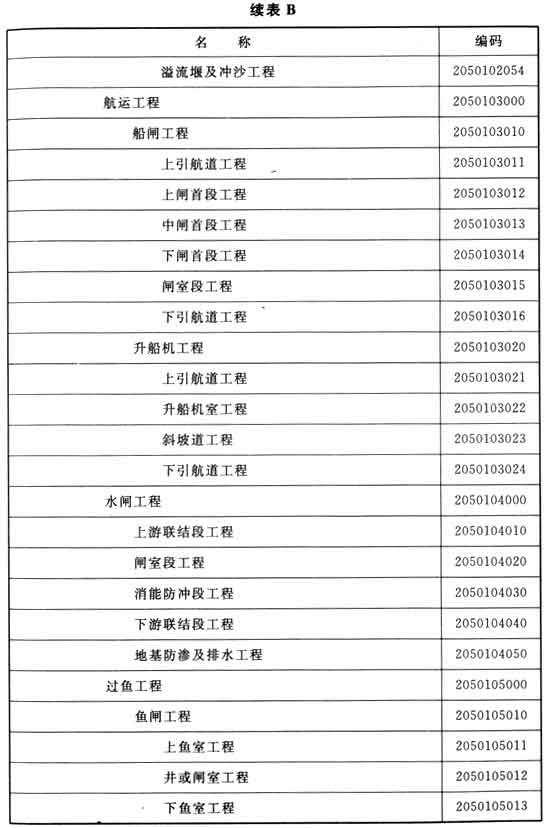 续表 B
名 称 编码
溢流堰及冲沙工程 2050102054
航运工程 2050103000
船闸工程 2050103010
上引航道工程 2050103011
上闸首段工程 2050103012
中闸首段工程 2050103013
下闸首段工程 2050103014
闸室段工程 2050103015
下引航道工程 2050103016
升船机工程 2050103020
上引航道工程 2050103021
升船机室工程 2050103022
斜坡道工程 2050103023
下引航道工程 2050103024
水闸工程 2050104000
上游联结段工程 2050104010
闸室段工程 2050104020
消能防冲段工程 2050104030
下游联结段工程 2050104040
地基防渗及排水工程 2050104050
过鱼工程 2050105000
鱼闸工程 2050105010
上鱼室工程 2050105011
井或闸室工程 2050105012
下鱼室工程 2050105013